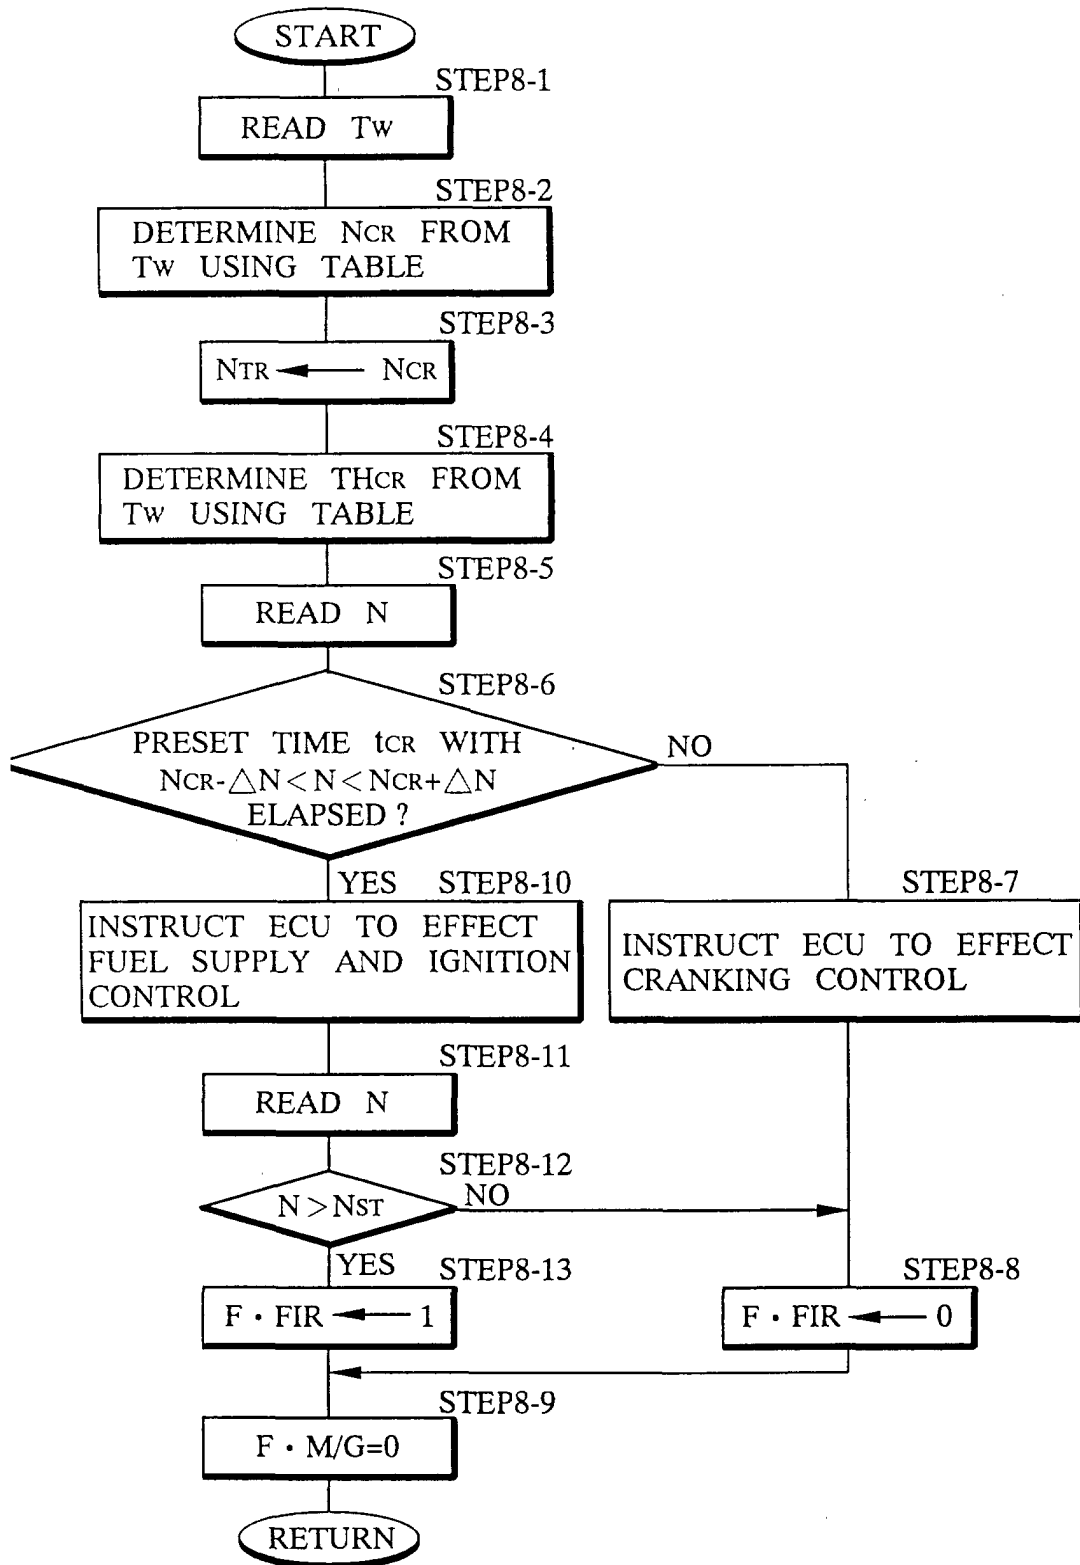 START
STEP8-1
READ TW
STEP8-2
DETERMINE NCR FROM
TW USING TABLE
STEP8-3
NTR ← NCR
STEP8-4
DETERMINE THCR FROM
TW USING TABLE
STEP8-5
READ N
STEP8-6
PRESET TIME tCR WITH
NCR-△N<N<NCR+△N
ELAPSED ?
NO
YES
STEP8-10
INSTRUCT ECU TO EFFECT
FUEL SUPPLY AND IGNITION
CONTROL
STEP8-7
INSTRUCT ECU TO EFFECT
CRANKING CONTROL
STEP8-11
READ N
STEP8-12
N > NST
NO
YES
STEP8-13
F・FIR ← 1
STEP8-8
F・FIR ← 0
STEP8-9
F・M/G=0
RETURN